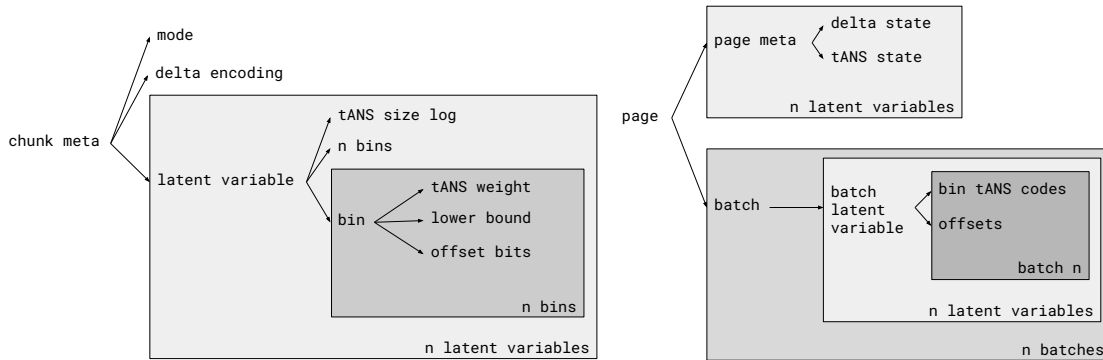 mode
delta encoding
chunk meta
latent variable
tANS size log
n bins
bin
tANS weight
lower bound
offset bits
n bins
n latent variables
page
page meta
delta state
tANS state
n latent variables
batch
batch
latent
variable
bin tANS codes
offsets
batch n
n latent variables
n batches